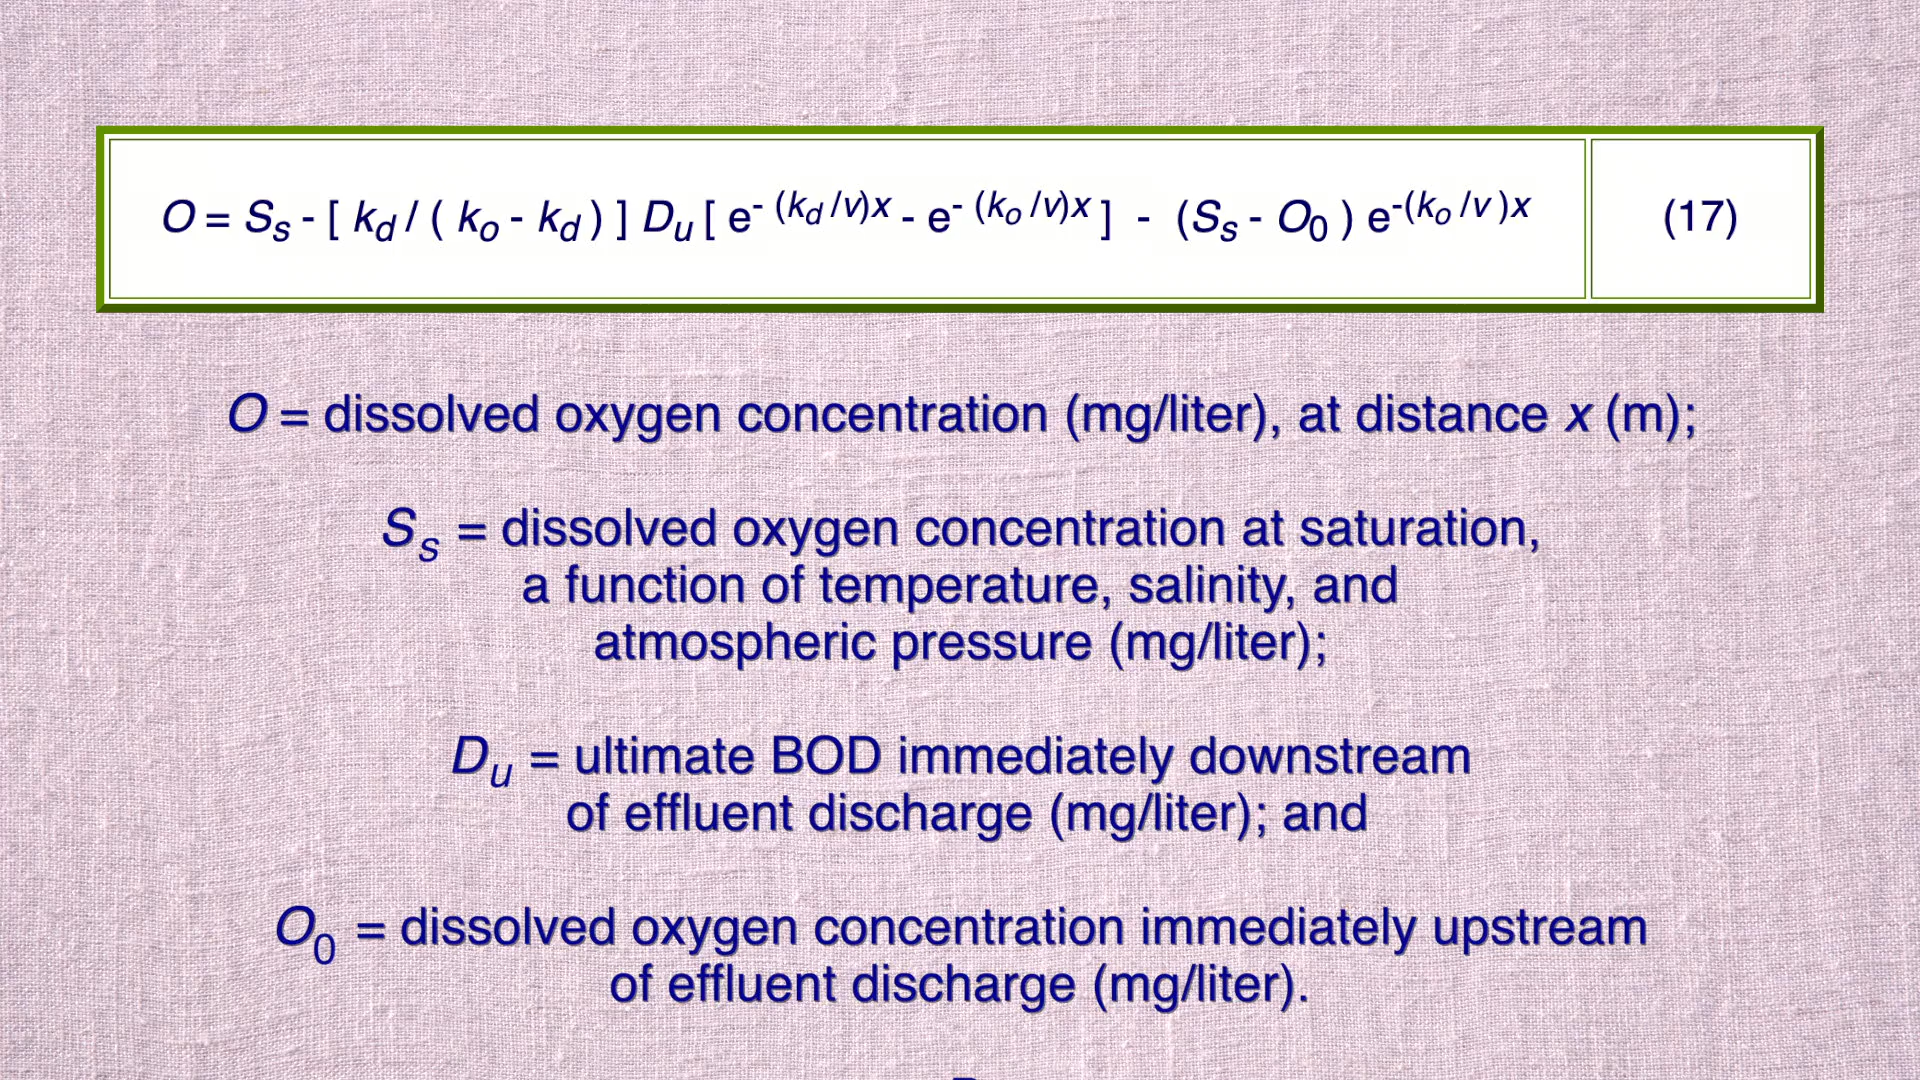 O = Ss - [ kd / ( ko - kd ) ] Du [ e- (kd /v)x - e- (ko /v)x ] - (Ss - O0 ) e-(ko /v )x (17)
O = dissolved oxygen concentration (mg/liter), at distance x (m);
Ss = dissolved oxygen concentration at saturation,
a function of temperature, salinity, and
atmospheric pressure (mg/liter);
Du = ultimate BOD immediately downstream
of effluent discharge (mg/liter); and
O0 = dissolved oxygen concentration immediately upstream
of effluent discharge (mg/liter).